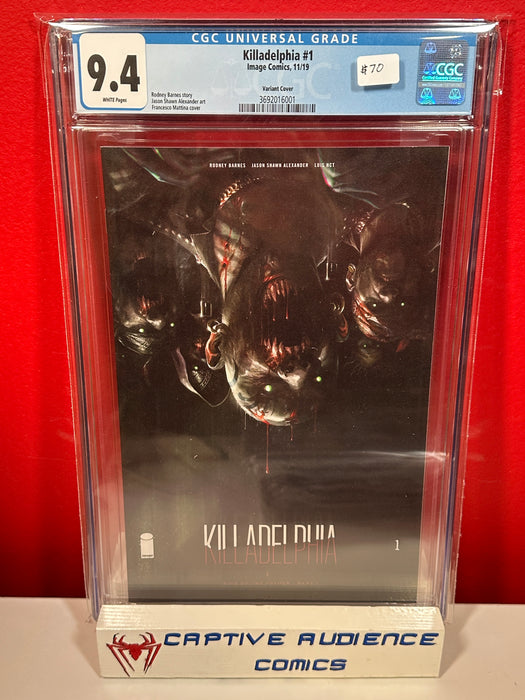 CGC UNIVERSAL GRADE
9.4
WHITE Pages
Killadelphia #1
Image Comics, 11/19
Variant Cover
3692016001
Rodney Barnes story
Jason Shawn Alexander art
Francesco Mattina cover
$70
CGC
RODNEY BARNES JASON SHAWN ALEXANDER LUIS NCT
KILLADELPHIA
1
CAPTIVE AUDIENCE
COMICS